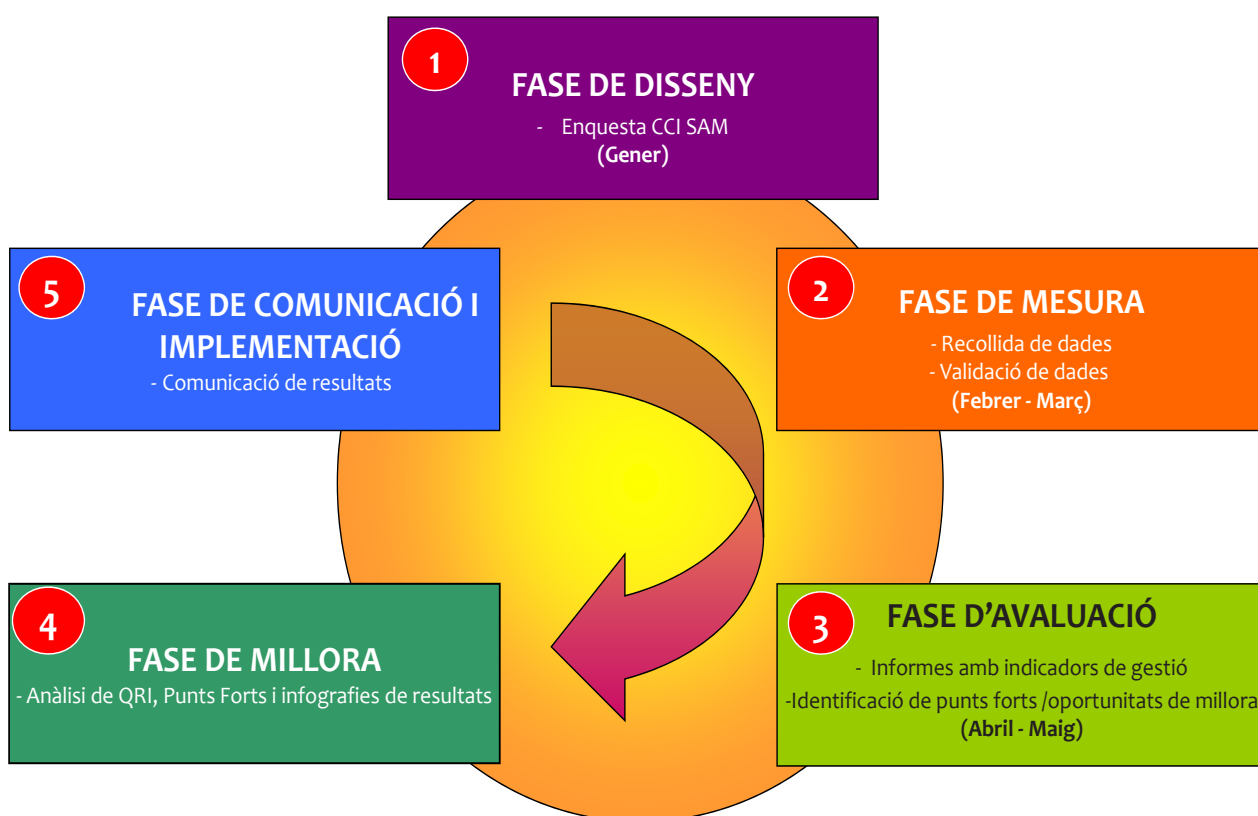 1
FASE DE DISSENY
- Enquesta CCI SAM
(Gener)
2
FASE DE MESURA
- Recollida de dades
- Validació de dades
(Febrer - Març)
3
FASE D’AVALUACIÓ
- Informes amb indicadors de gestió
-Identificació de punts forts /oportunitats de millora
(Abril - Maig)
4
FASE DE MILLORA
- Anàlisi de QRI, Punts Forts i infografies de resultats
5
FASE DE COMUNICACIÓ I
IMPLEMENTACIÓ
- Comunicació de resultats